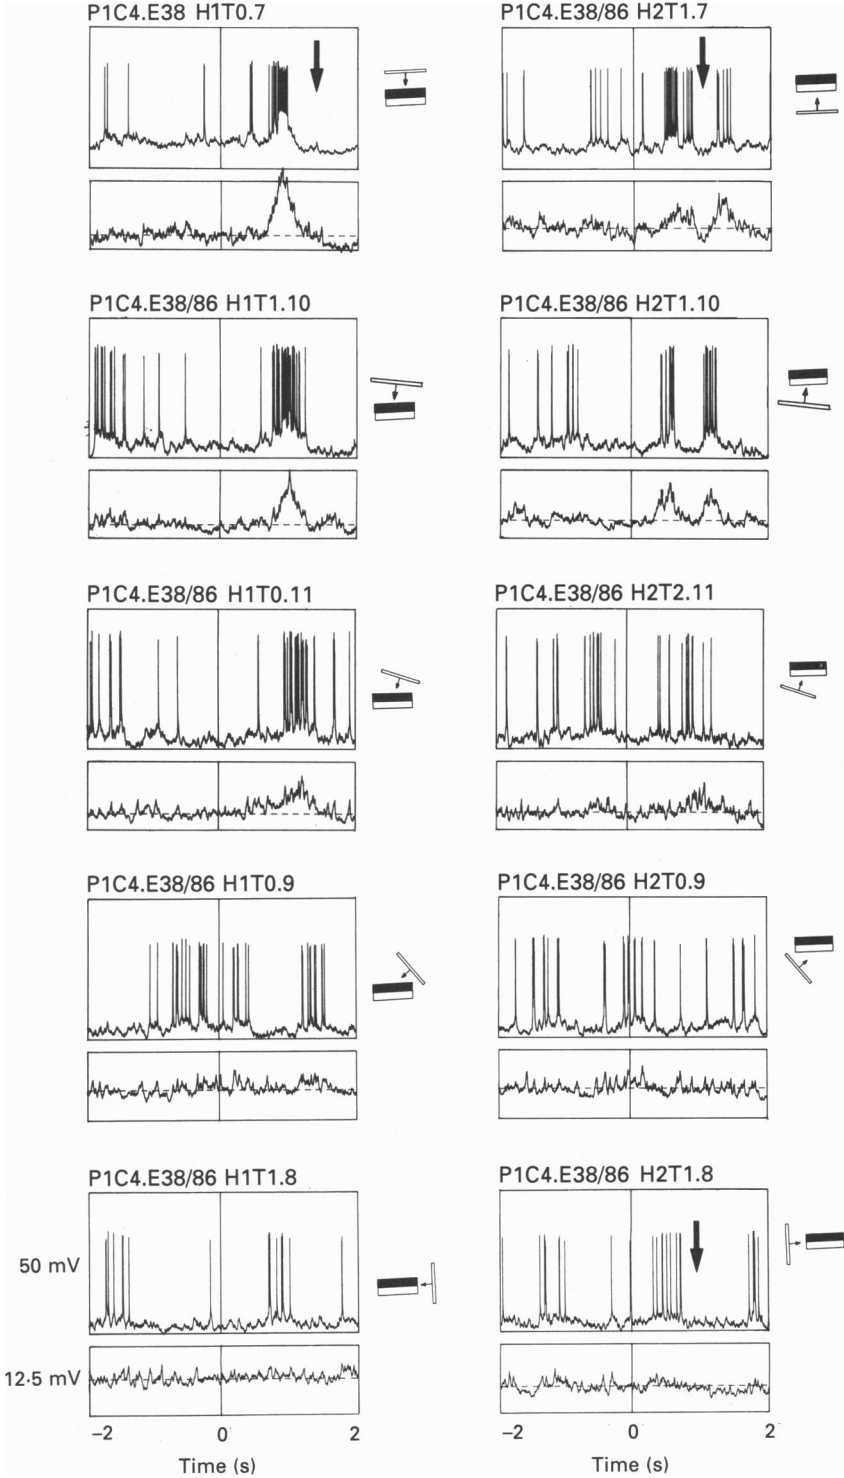 P1C4.E38 H1T0.7
P1C4.E38/86 H2T1.7
P1C4.E38/86 H1T1.10
P1C4.E38/86 H2T1.10
P1C4.E38/86 H1T0.11
P1C4.E38/86 H2T2.11
P1C4.E38/86 H1T0.9
P1C4.E38/86 H2T0.9
P1C4.E38/86 H1T1.8
P1C4.E38/86 H2T1.8
50 mV
12·5 mV
−2 0 2
−2 0 2
Time (s)
Time (s)